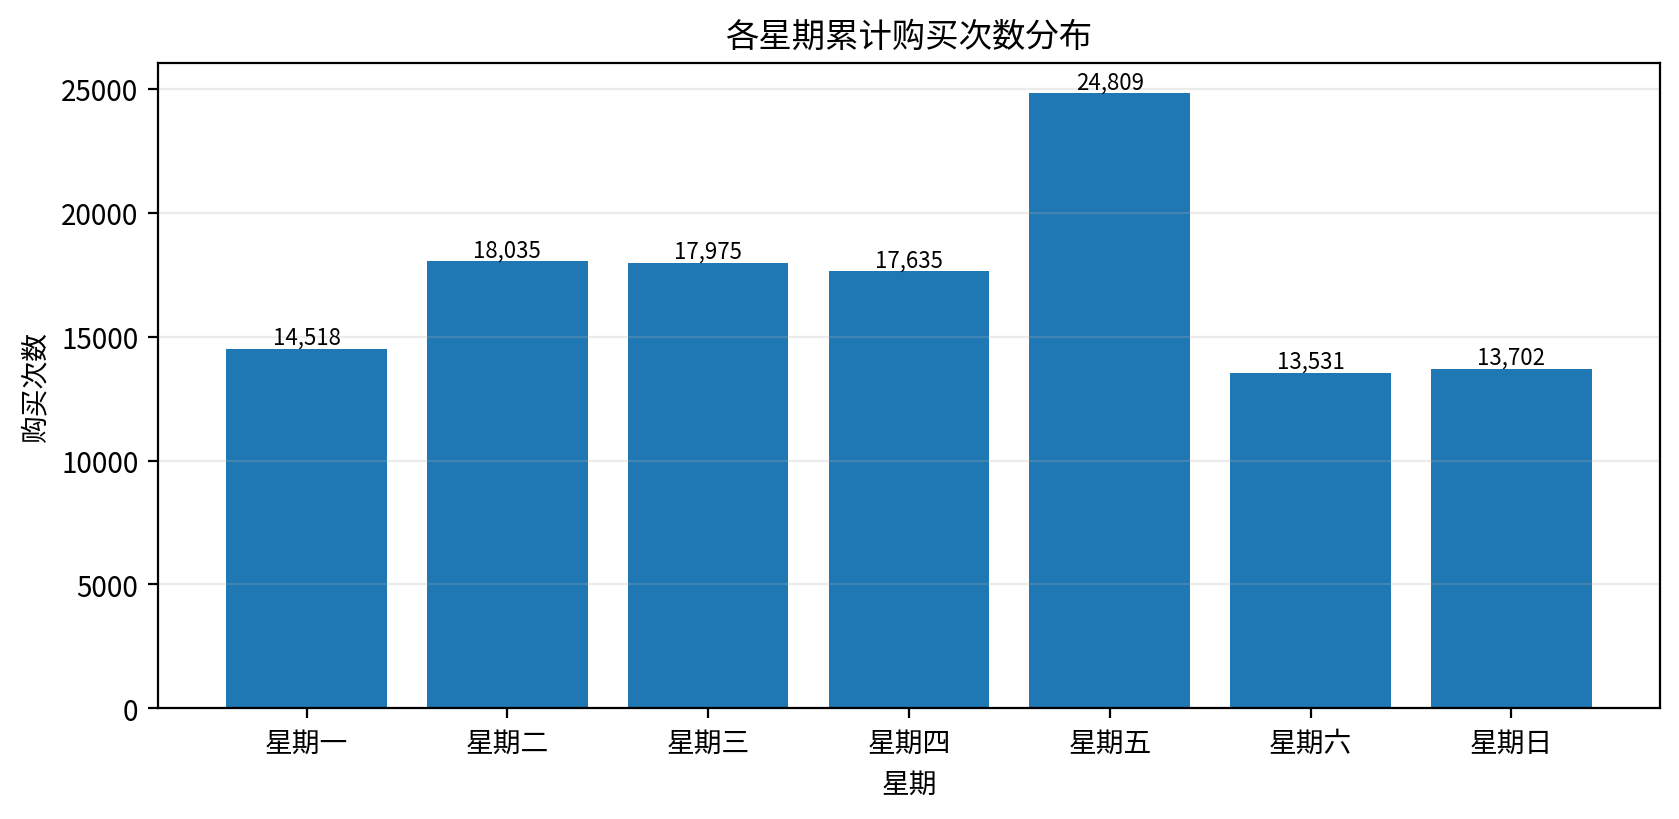 各星期累计购买次数分布
购买次数
25000
20000
15000
10000
5000
0
14,518
18,035
17,975
17,635
24,809
13,531
13,702
星期一
星期二
星期三
星期四
星期五
星期六
星期日
星期